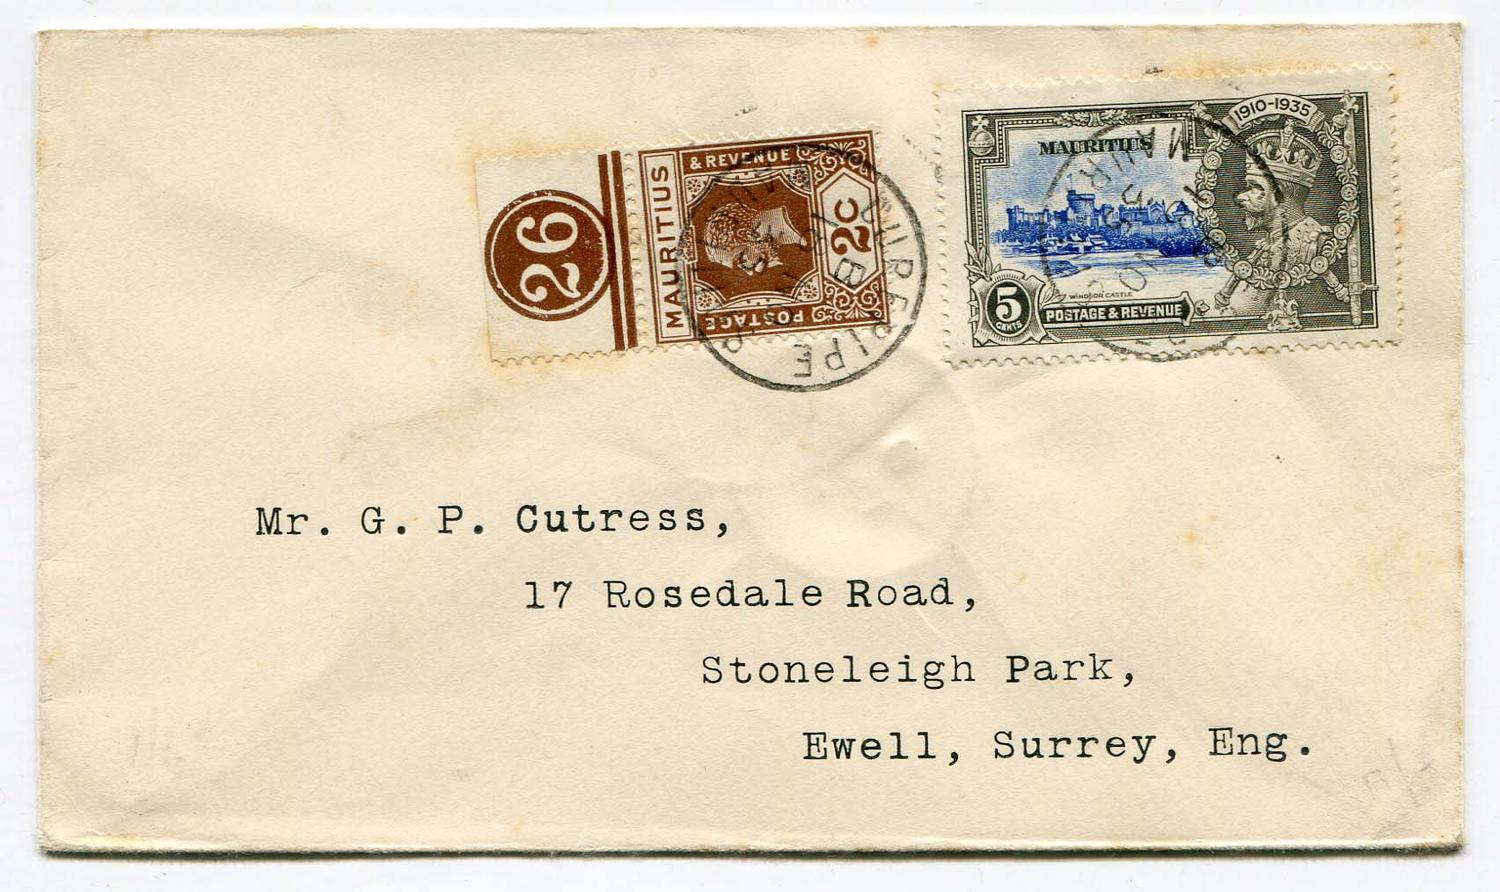 26
MAURITIUS
& REVENUE
POSTAGE
2c
1910-1935
MAURITIUS
WINDSOR CASTLE
5
CENTS
POSTAGE & REVENUE
Mr. G. P. Cutress,
17 Rosedale Road,
Stoneleigh Park,
Ewell, Surrey, Eng.